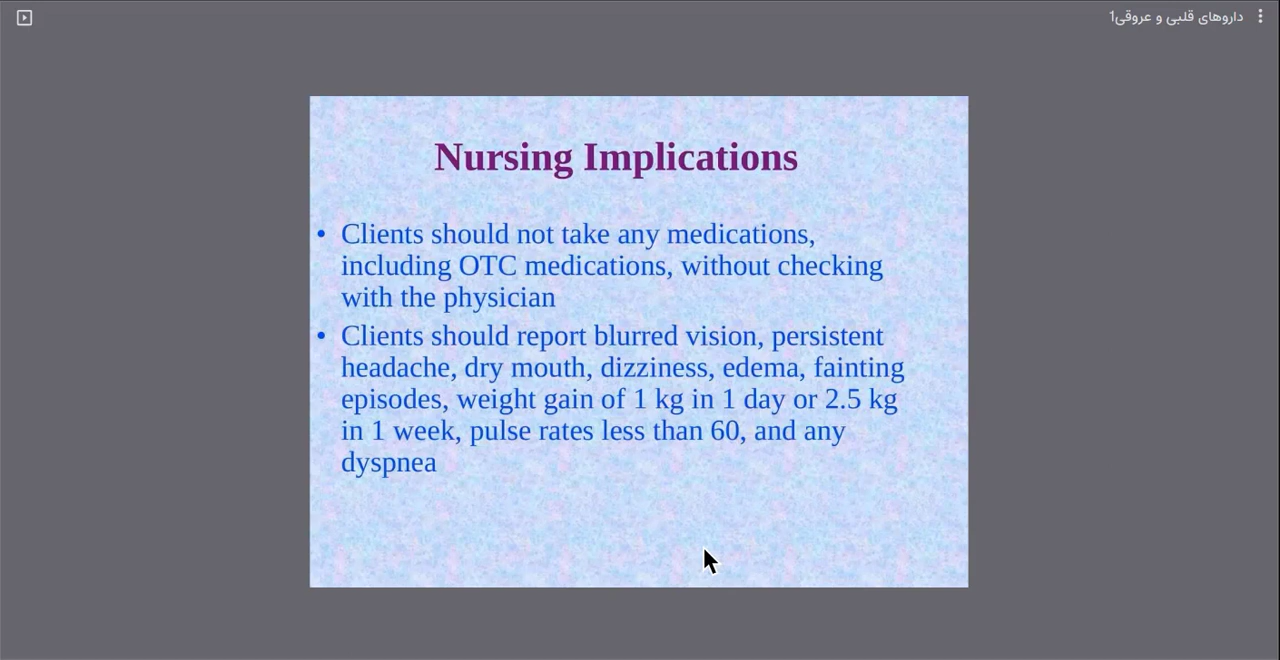 داروهای قلبی و عروقی1
Nursing Implications
• Clients should not take any medications,
including OTC medications, without checking
with the physician
• Clients should report blurred vision, persistent
headache, dry mouth, dizziness, edema, fainting
episodes, weight gain of 1 kg in 1 day or 2.5 kg
in 1 week, pulse rates less than 60, and any
dyspnea